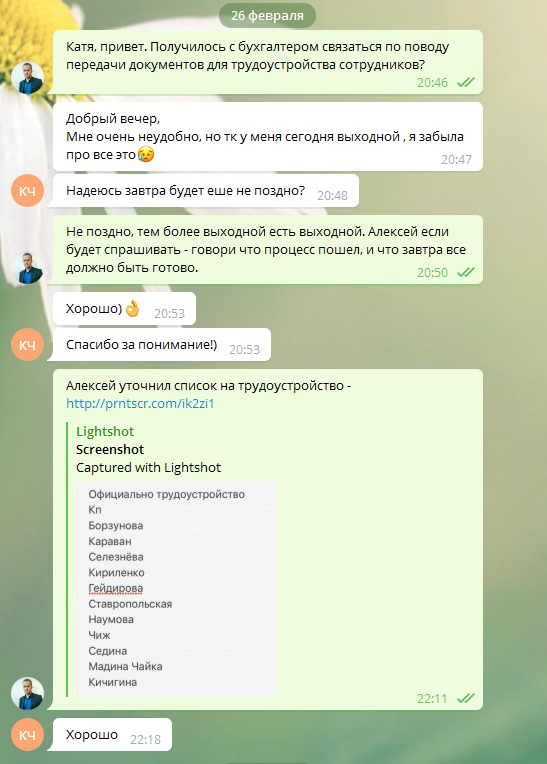 26 февраля
Катя, привет. Получилось с бухгалтером связаться по поводу
передачи документов для трудоустройства сотрудников?
20:46
Добрый вечер,
Мне очень неудобно, но тк у меня сегодня выходной , я забыла
про все это😥
20:47
КЧ
Надеюсь завтра будет еше не поздно?
20:48
Не поздно, тем более выходной есть выходной. Алексей если
будет спрашивать - говори что процесс пошел, и что завтра все
должно быть готово.
20:50
Хорошо)👌
20:53
КЧ
Спасибо за понимание!)
20:53
Алексей уточнил список на трудоустройство -
http://prntscr.com/ik2zi1
Lightshot
Screenshot
Captured with Lightshot
Официально трудоустройство
Кп
Борзунова
Караван
Селезнёва
Кириленко
Гейдирова
Ставропольская
Наумова
Чиж
Седина
Мадина Чайка
Кичигина
22:11
КЧ
Хорошо
22:18